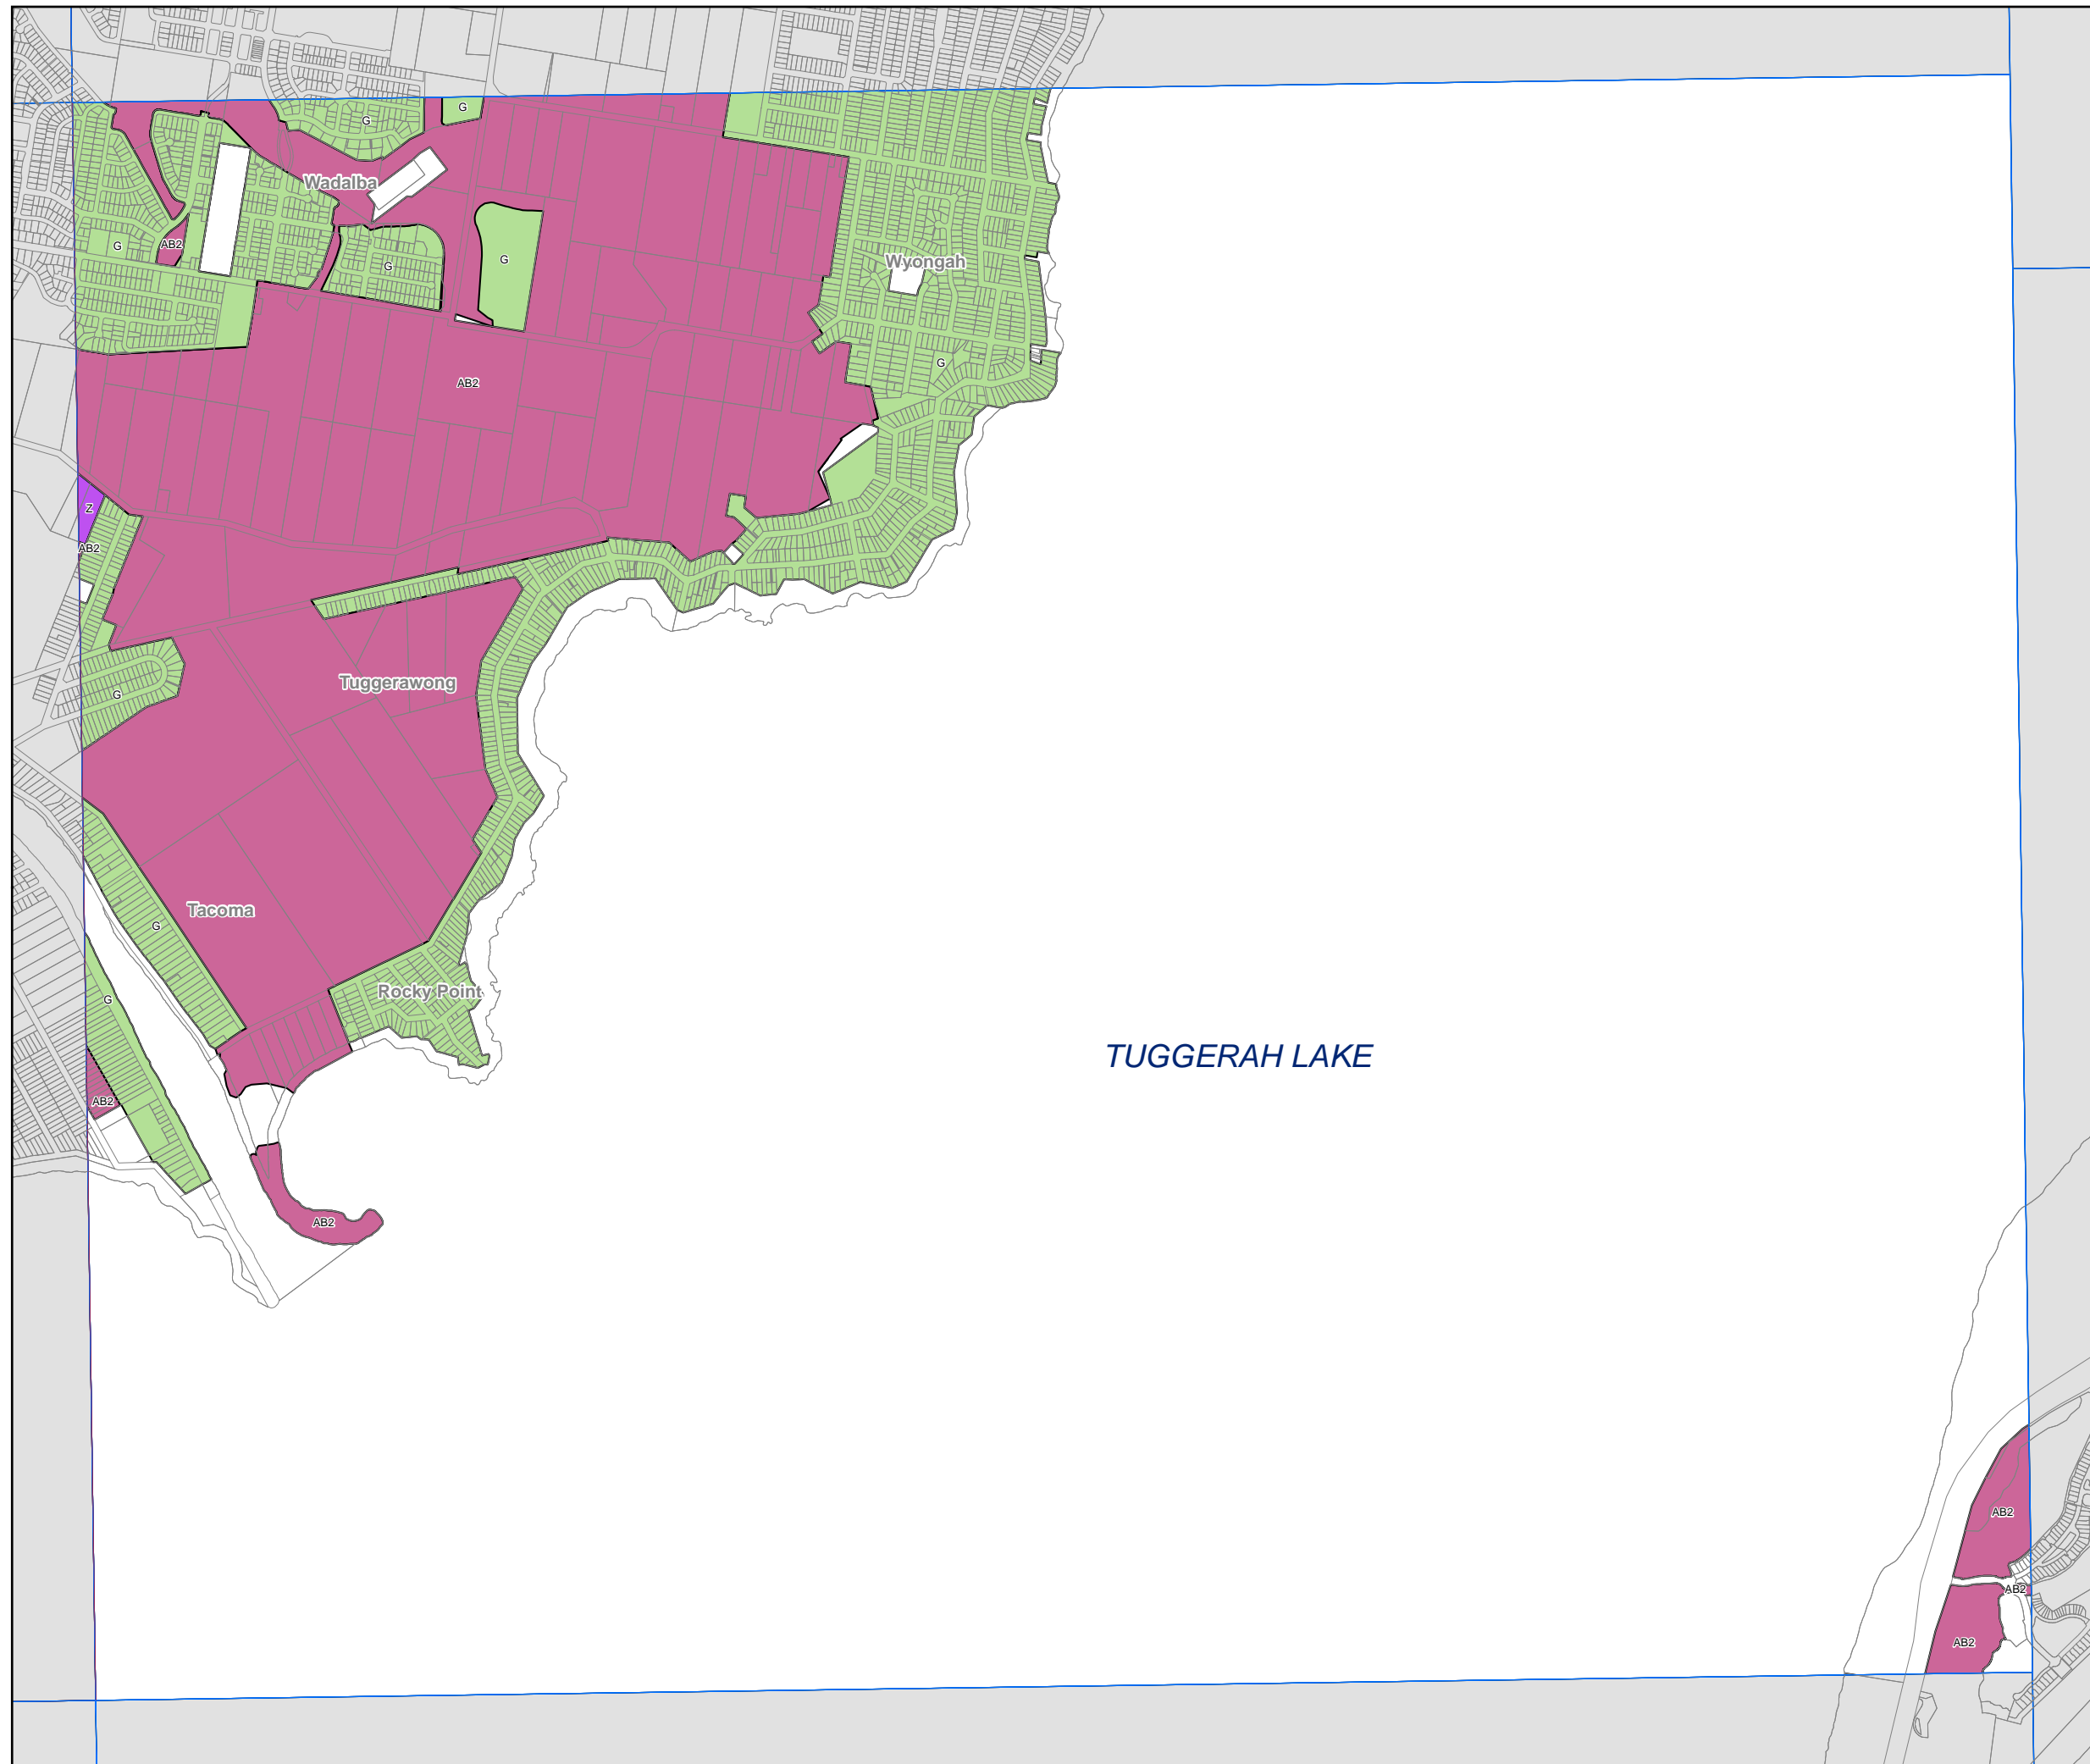 G
G
Wadalba
G
AB2
G
G
Wyongah
G
AB2
Z
AB2
Tuggerawong
G
Tacoma
G
Rocky Point
G
TUGGERAH LAKE
AB2
AB2
AB2
AB2
AB2